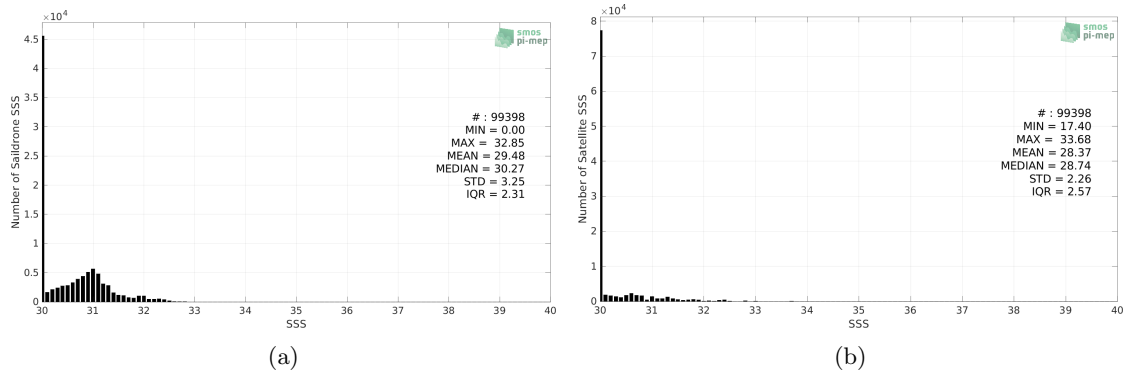 ×10⁴
4.5
4
3.5
3
2.5
2
1.5
1
0.5
0
Number of Saildrone SSS
30 31 32 33 34 35 36 37 38 39 40
SSS
smos
pi-mep
# : 99398
MIN = 0.00
MAX = 32.85
MEAN = 29.48
MEDIAN = 30.27
STD = 3.25
IQR = 2.31
(a)
×10⁴
8
7
6
5
4
3
2
1
0
Number of Satellite SSS
30 31 32 33 34 35 36 37 38 39 40
SSS
smos
pi-mep
# : 99398
MIN = 17.40
MAX = 33.68
MEAN = 28.37
MEDIAN = 28.74
STD = 2.26
IQR = 2.57
(b)